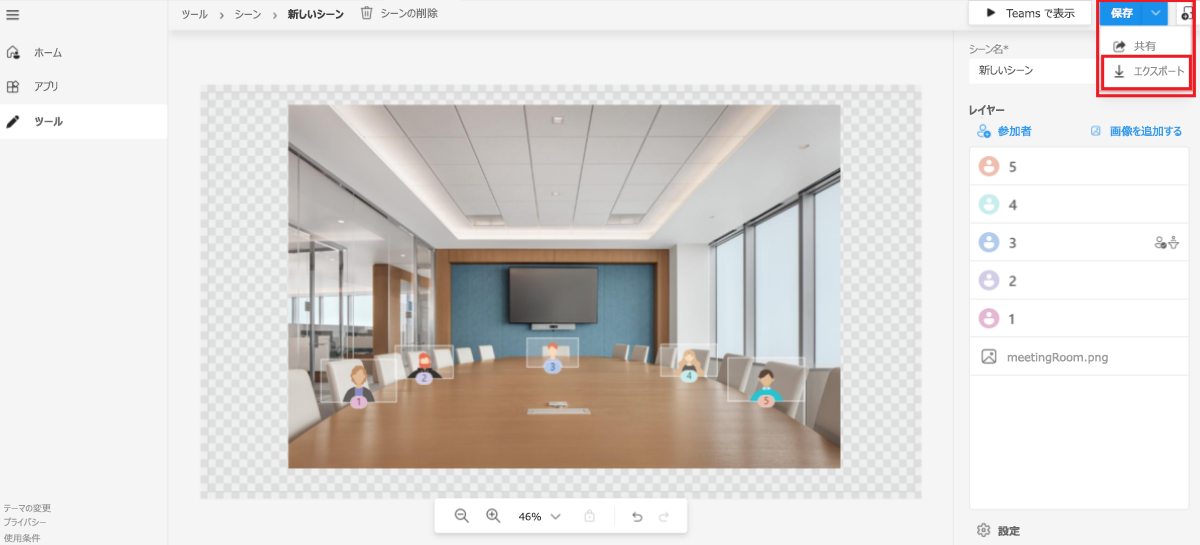 ツール > シーン > 新しいシーン シーンの削除
Teams で表示
保存
共有
エクスポート
ホーム
アプリ
ツール
テーマの変更
プライバシー
使用条件
1
2
3
4
5
46%
シーン名*
新しいシーン
レイヤー
参加者 画像を追加する
5
4
3
2
1
meetingRoom.png
設定